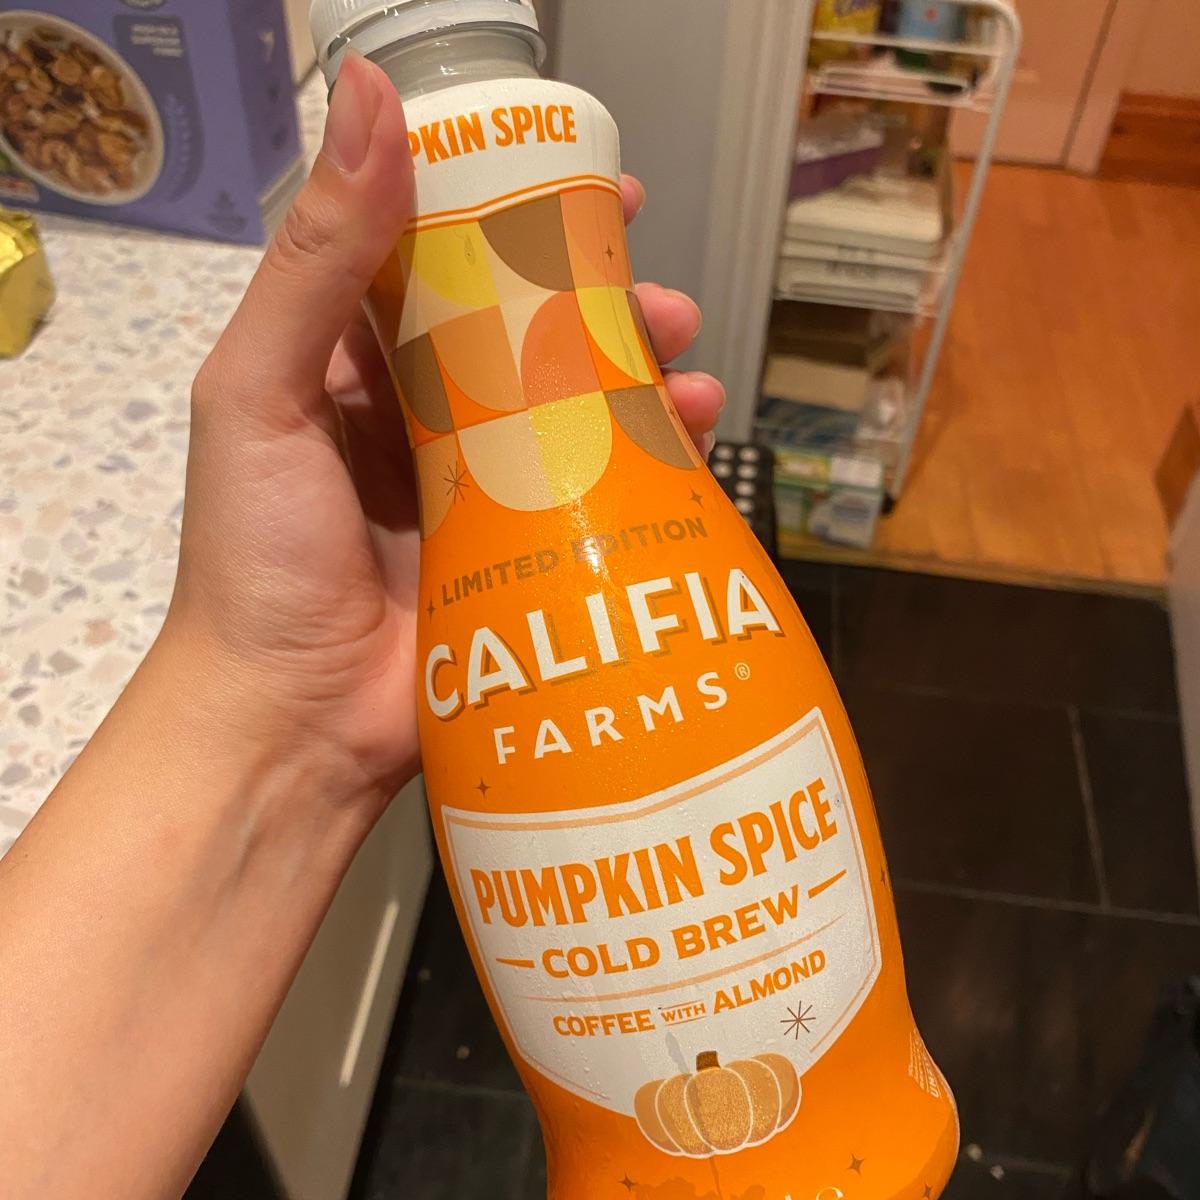 PKIN SPICE
LIMITED EDITION
CALIFIA
FARMS®
PUMPKIN SPICE
COLD BREW
COFFEE WITH ALMOND